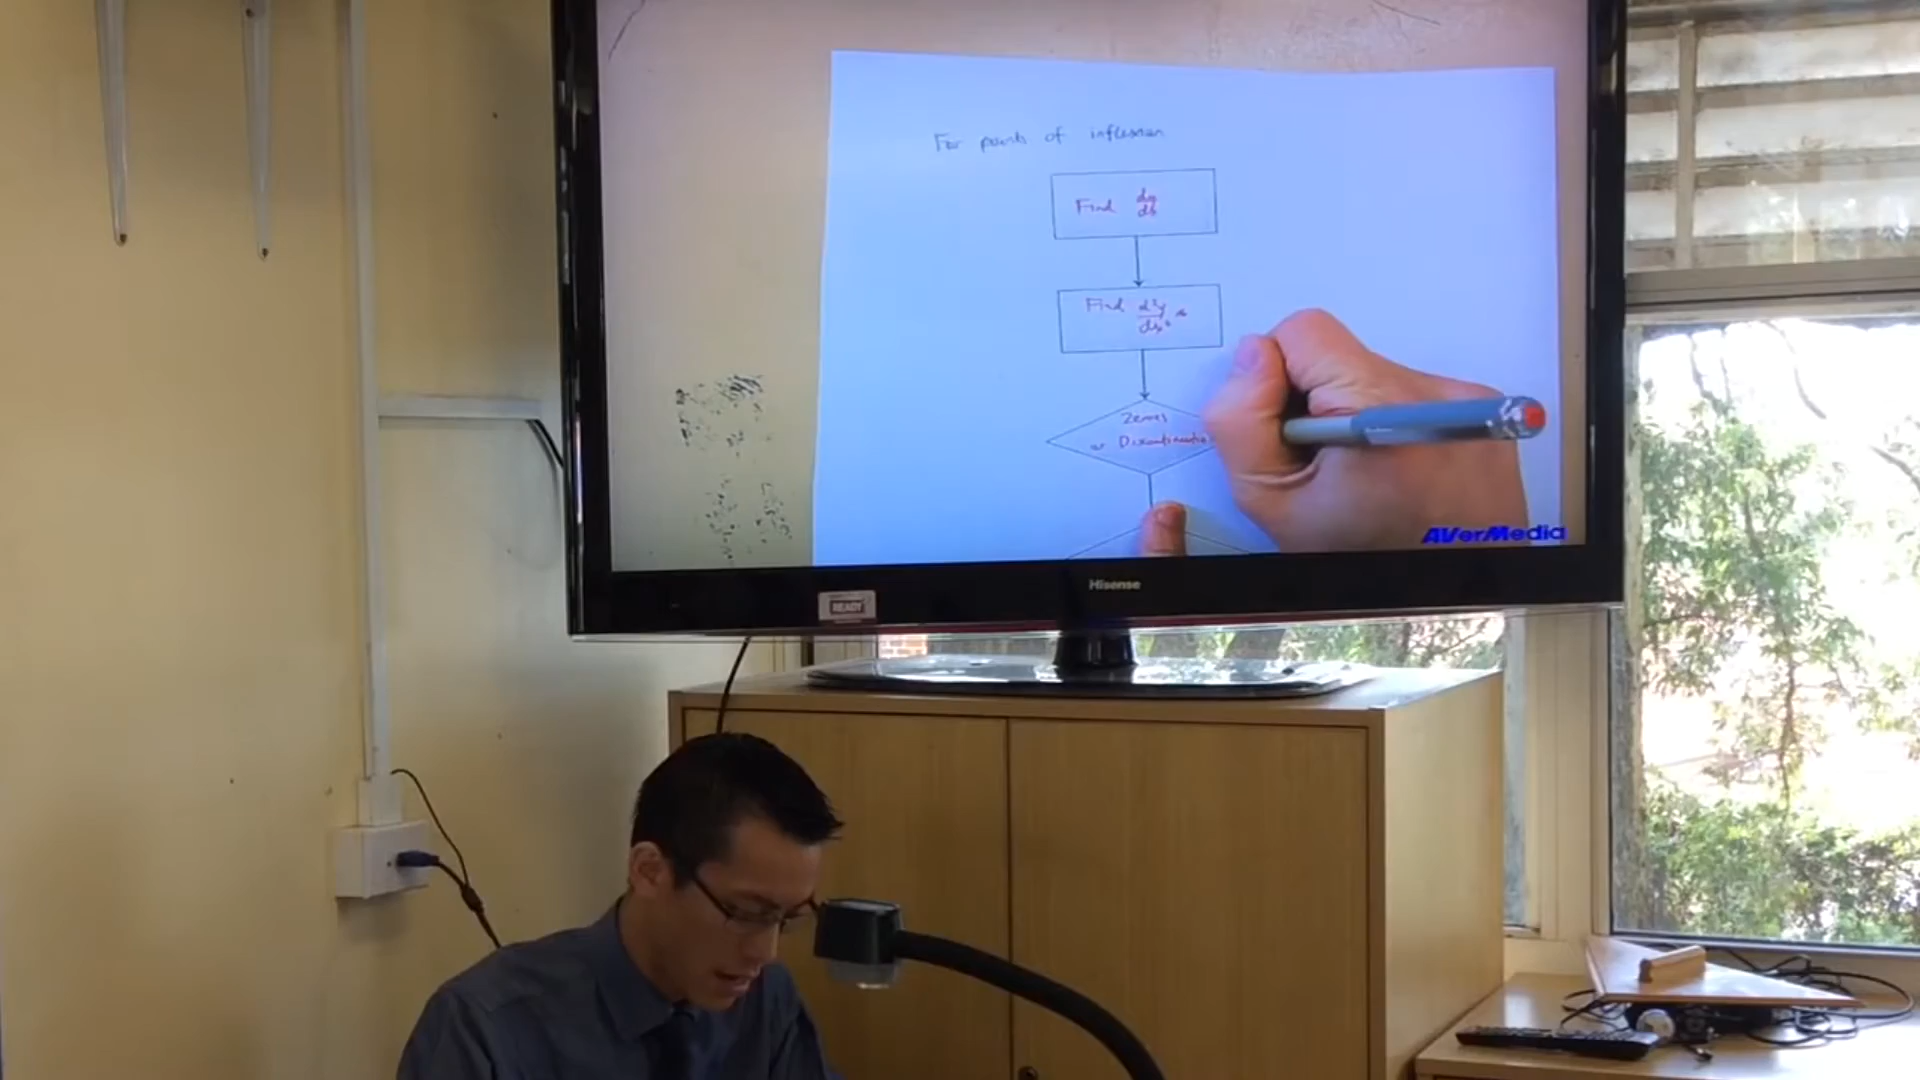 For points of inflexion
Find dy/dx
Find d²y/dx²
Zeroes
or Discontinuities
AVerMedia
Hisense
READY